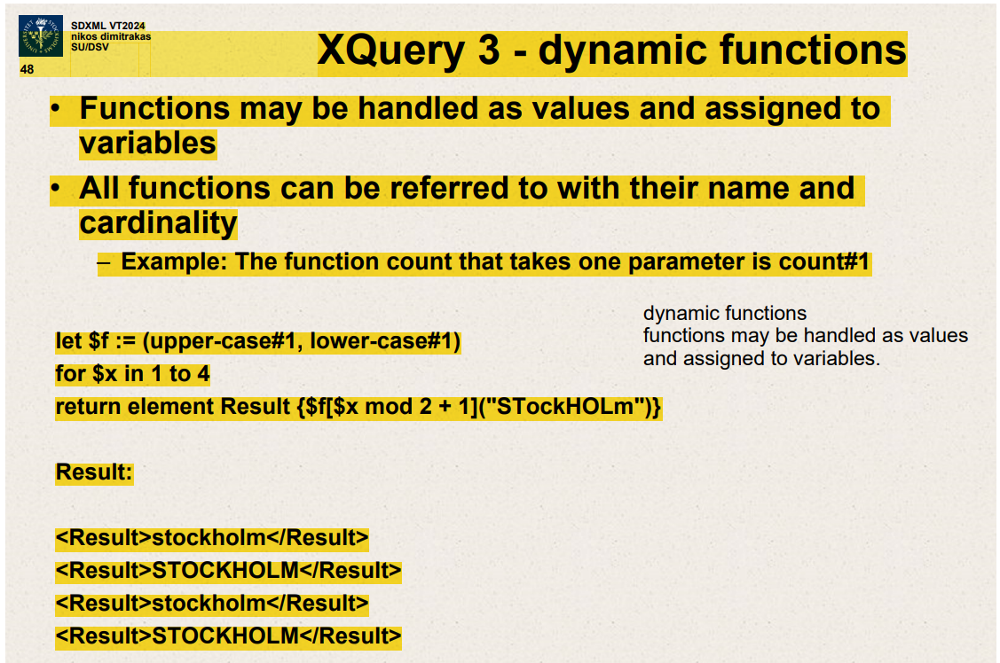 SDXML VT2024
nikos dimitrakas
SU/DSV
48
XQuery 3 - dynamic functions
• Functions may be handled as values and assigned to
variables
• All functions can be referred to with their name and
cardinality
– Example: The function count that takes one parameter is count#1
dynamic functions
functions may be handled as values
and assigned to variables.
let $f := (upper-case#1, lower-case#1)
for $x in 1 to 4
return element Result {$f[$x mod 2 + 1]("STockHOLm")}
Result:
<Result>stockholm</Result>
<Result>STOCKHOLM</Result>
<Result>stockholm</Result>
<Result>STOCKHOLM</Result>